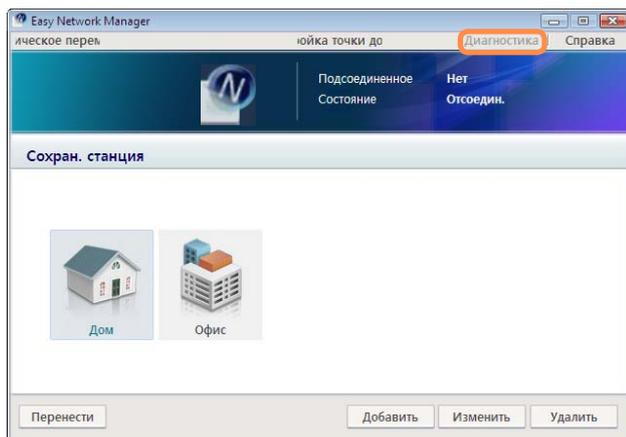 Easy Network Manager
ическое перем ойка точки до Диагностика Справка
Подсоединенное Нет
Состояние Отсоедин.
Сохран. станция
Дом Офис
Перенести Добавить Изменить Удалить